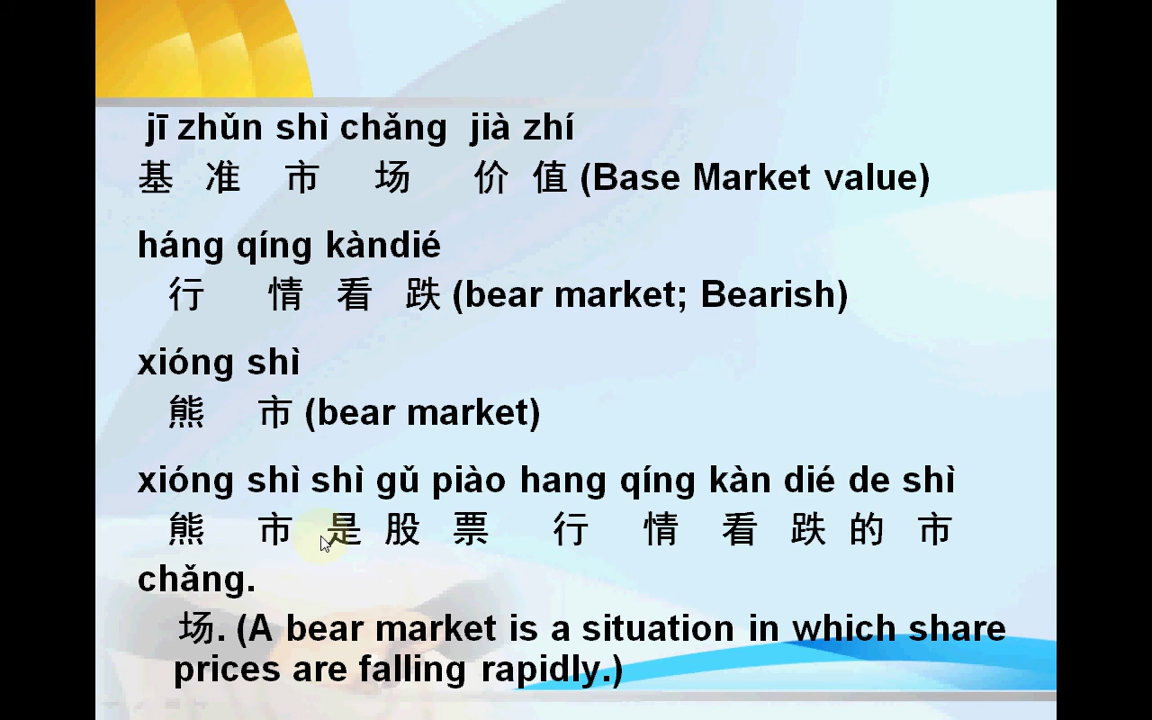 jī zhǔn shì chǎng jià zhí
基 准 市 场 价 值 (Base Market value)
háng qíng kàndié
行 情 看 跌 (bear market; Bearish)
xióng shì
熊 市 (bear market)
xióng shì shì gǔ piào hang qíng kàn dié de shì
熊 市 是 股 票 行 情 看 跌 的 市
chǎng.
场. (A bear market is a situation in which share
prices are falling rapidly.)